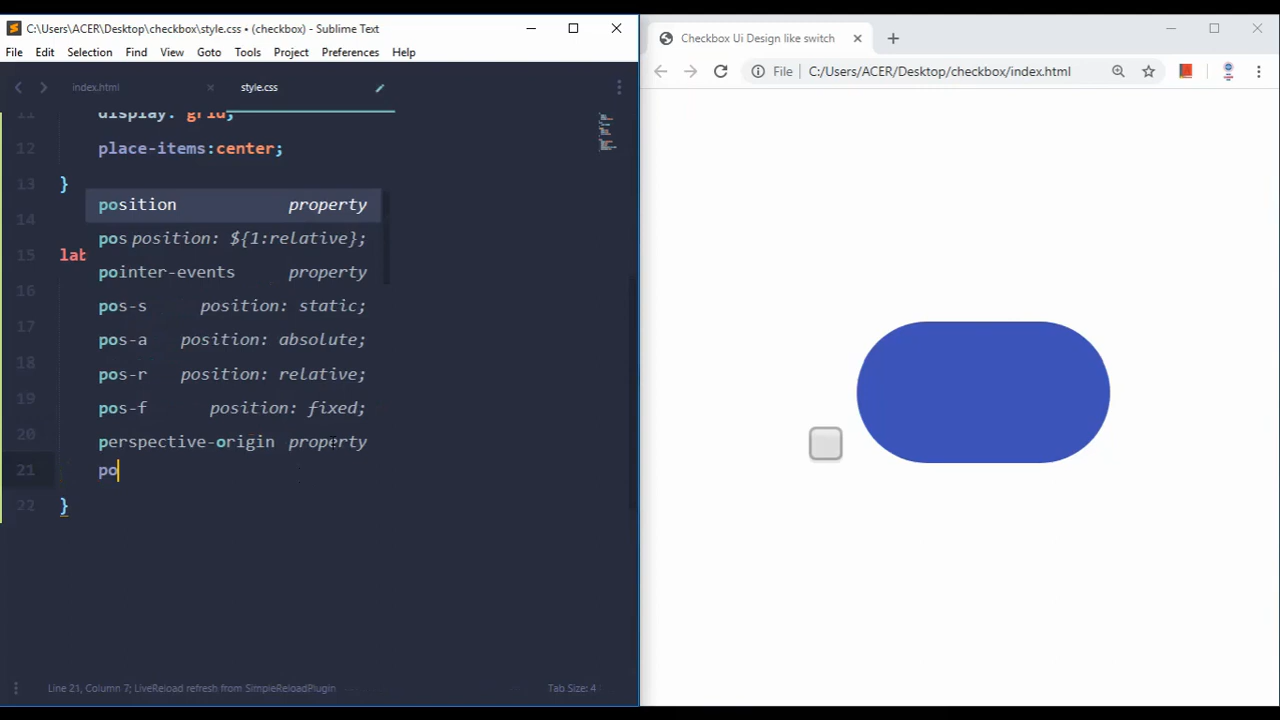 C:\Users\ACER\Desktop\checkbox\style.css • (checkbox) - Sublime Text
File Edit Selection Find View Goto Tools Project Preferences Help
index.html
style.css
11 display: grid;
12 place-items:center;
13 }
14 position property
pos position: ${1:relative};
15 lab
pointer-events property
16
pos-s position: static;
17
pos-a position: absolute;
18
pos-r position: relative;
19
pos-f position: fixed;
20
perspective-origin property
21 po
22 }
Line 21, Column 7; LiveReload refresh from SimpleReloadPlugin
Tab Size: 4
Checkbox Ui Design like switch
File C:/Users/ACER/Desktop/checkbox/index.html